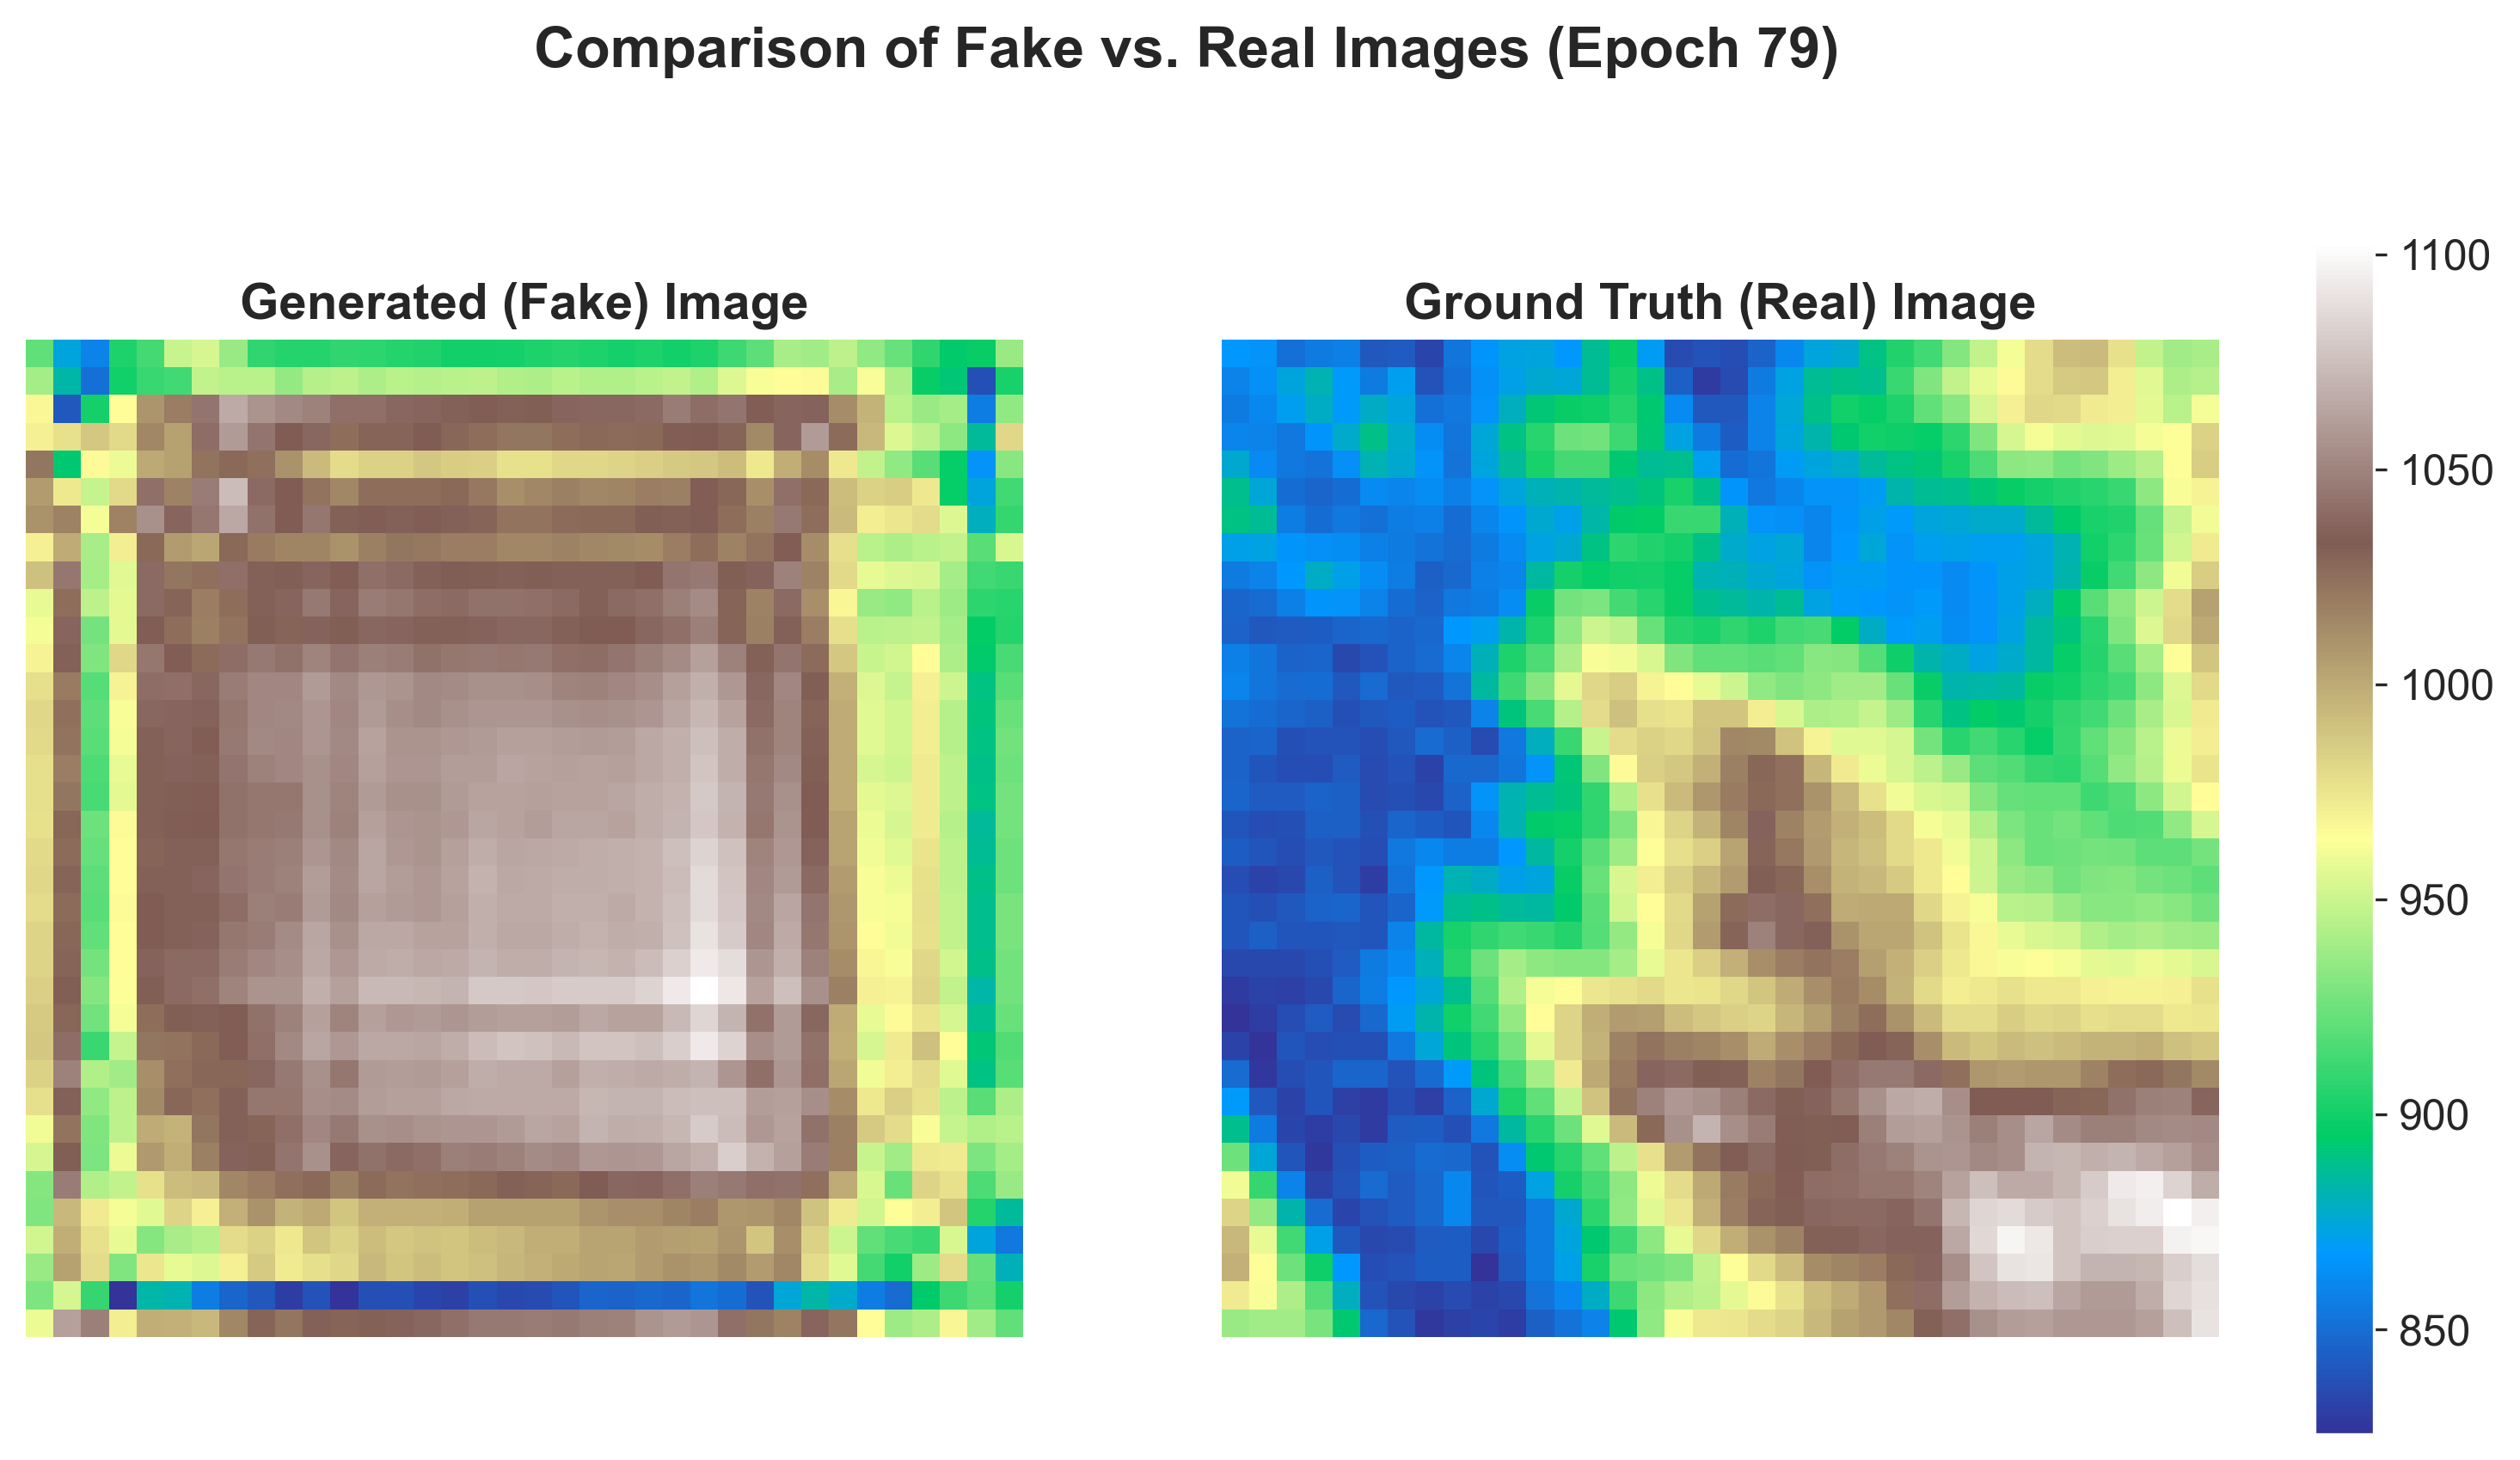 Comparison of Fake vs. Real Images (Epoch 79)
Generated (Fake) Image
Ground Truth (Real) Image
1100
1050
1000
950
900
850